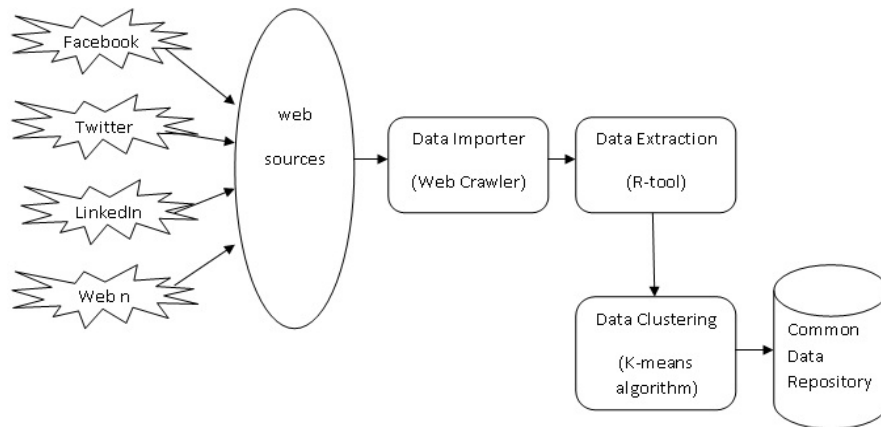 Facebook
Twitter
LinkedIn
Web n
web
sources
Data Importer
(Web Crawler)
Data Extraction
(R-tool)
Data Clustering
(K-means
algorithm)
Common
Data
Repository